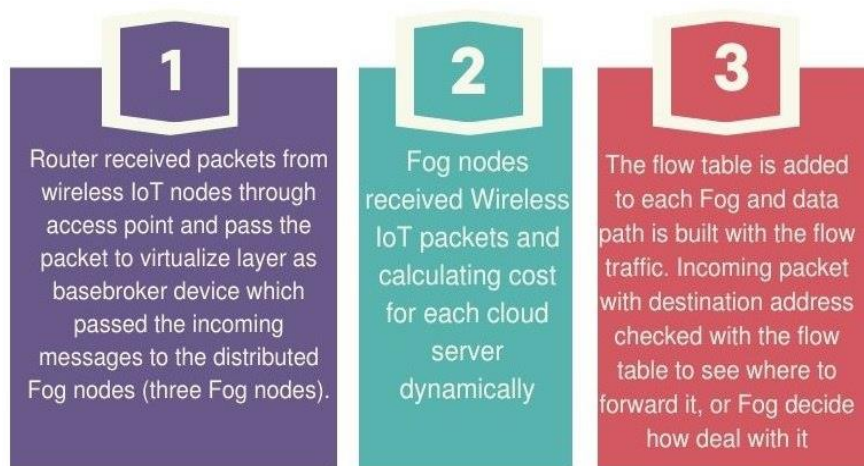 1
Router received packets from
wireless IoT nodes through
access point and pass the
packet to virtualize layer as
basebroker device which
passed the incoming
messages to the distributed
Fog nodes (three Fog nodes).
2
Fog nodes
received Wireless
IoT packets and
calculating cost
for each cloud
server
dynamically
3
The flow table is added
to each Fog and data
path is built with the flow
traffic. Incoming packet
with destination address
checked with the flow
table to see where to
forward it, or Fog decide
how deal with it